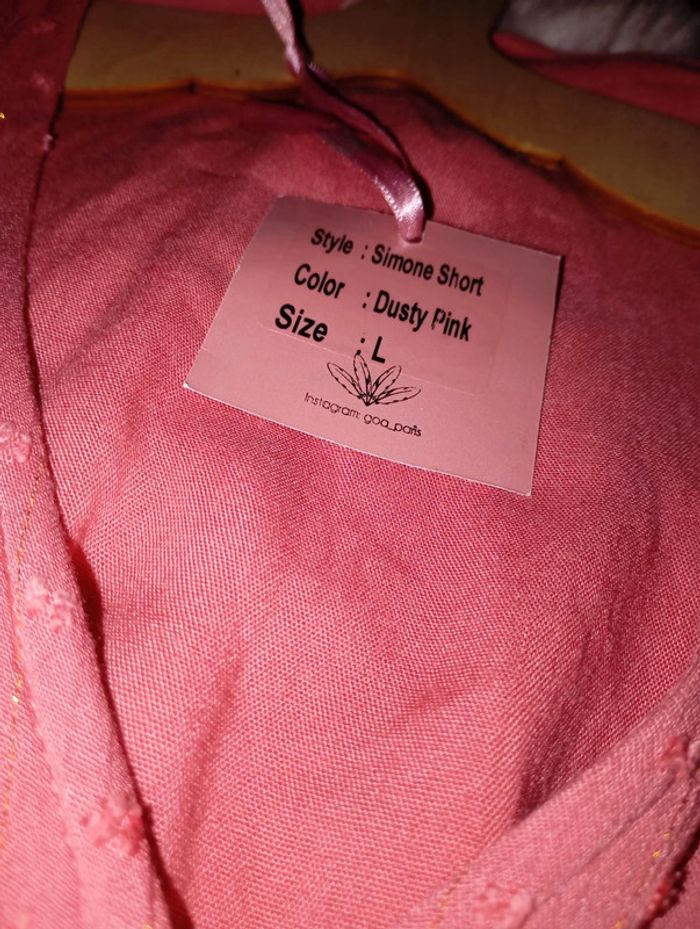 Style : Simone Short
Color : Dusty Pink
Size : L
Instagram: goa_paris